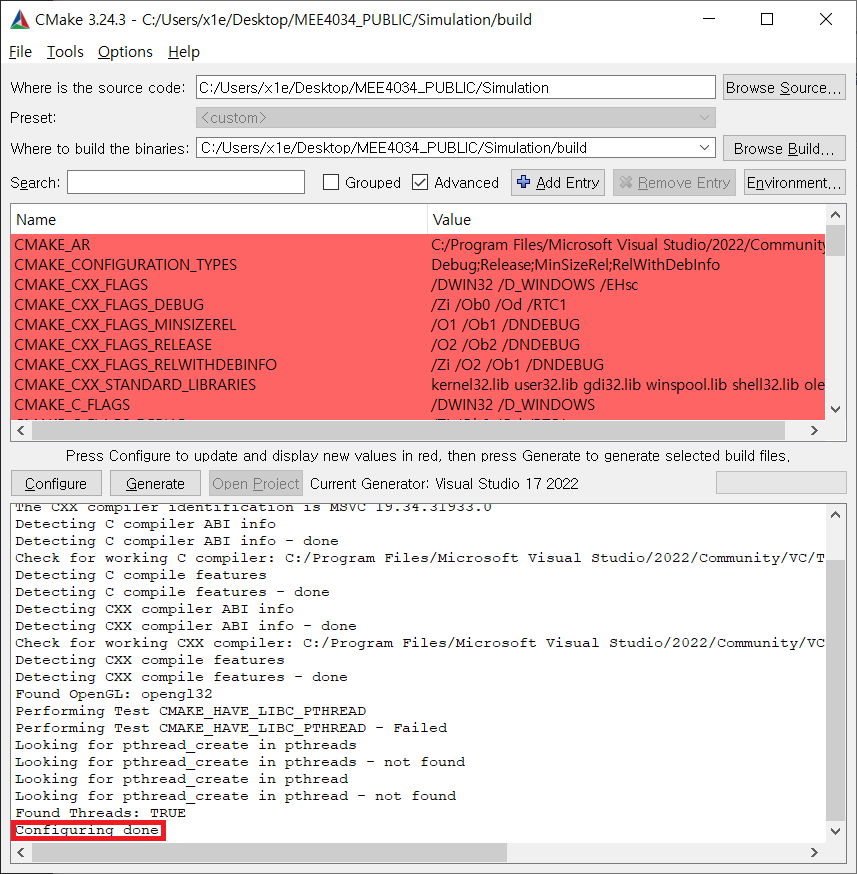 CMake 3.24.3 - C:/Users/x1e/Desktop/MEE4034_PUBLIC/Simulation/build
File Tools Options Help
Where is the source code: C:/Users/x1e/Desktop/MEE4034_PUBLIC/Simulation Browse Source...
Preset: <custom>
Where to build the binaries: C:/Users/x1e/Desktop/MEE4034_PUBLIC/Simulation/build Browse Build...
Search: Grouped Advanced Add Entry Remove Entry Environment...
Name Value
CMAKE_AR C:/Program Files/Microsoft Visual Studio/2022/Community
CMAKE_CONFIGURATION_TYPES Debug;Release;MinSizeRel;RelWithDebInfo
CMAKE_CXX_FLAGS /DWIN32 /D_WINDOWS /EHsc
CMAKE_CXX_FLAGS_DEBUG /Zi /Ob0 /Od /RTC1
CMAKE_CXX_FLAGS_MINSIZEREL /O1 /Ob1 /DNDEBUG
CMAKE_CXX_FLAGS_RELEASE /O2 /Ob2 /DNDEBUG
CMAKE_CXX_FLAGS_RELWITHDEBINFO /Zi /O2 /Ob1 /DNDEBUG
CMAKE_CXX_STANDARD_LIBRARIES kernel32.lib user32.lib gdi32.lib winspool.lib shell32.lib ole
CMAKE_C_FLAGS /DWIN32 /D_WINDOWS
Press Configure to update and display new values in red, then press Generate to generate selected build files.
Configure Generate Open Project Current Generator: Visual Studio 17 2022
The CXX compiler identification is MSVC 19.34.31933.0
Detecting C compiler ABI info
Detecting C compiler ABI info - done
Check for working C compiler: C:/Program Files/Microsoft Visual Studio/2022/Community/VC/T
Detecting C compile features
Detecting C compile features - done
Detecting CXX compiler ABI info
Detecting CXX compiler ABI info - done
Check for working CXX compiler: C:/Program Files/Microsoft Visual Studio/2022/Community/VC
Detecting CXX compile features
Detecting CXX compile features - done
Found OpenGL: opengl32
Performing Test CMAKE_HAVE_LIBC_PTHREAD
Performing Test CMAKE_HAVE_LIBC_PTHREAD - Failed
Looking for pthread_create in pthreads
Looking for pthread_create in pthreads - not found
Looking for pthread_create in pthread
Looking for pthread_create in pthread - not found
Found Threads: TRUE
Configuring done